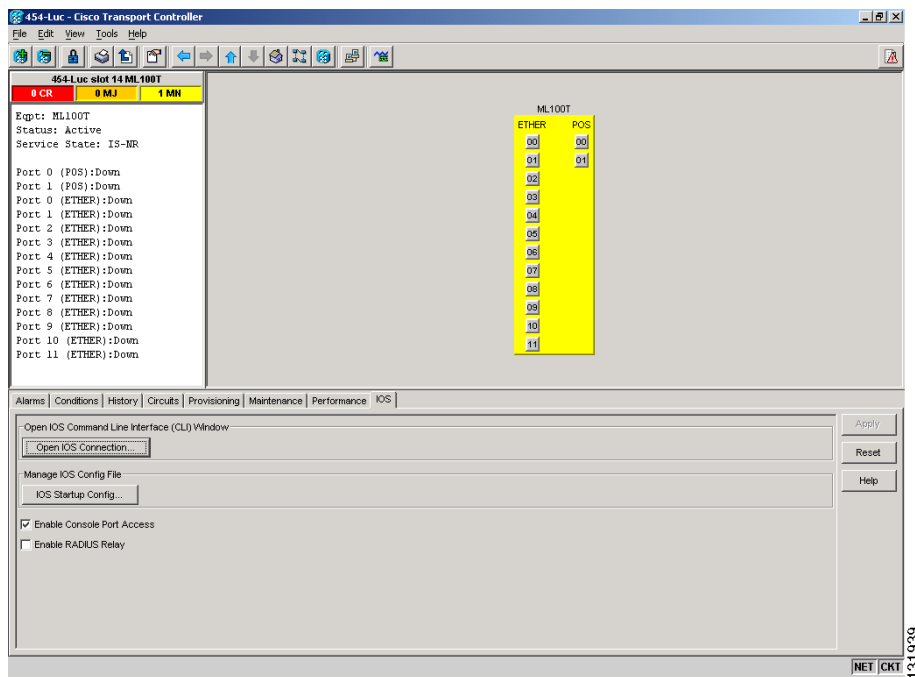 454-Luc - Cisco Transport Controller
File Edit View Tools Help
454-Luc slot 14 ML100T
0 CR 0 MJ 1 MN
Eqpt: ML100T
Status: Active
Service State: IS-NR
Port 0 (POS):Down
Port 1 (POS):Down
Port 0 (ETHER):Down
Port 1 (ETHER):Down
Port 2 (ETHER):Down
Port 3 (ETHER):Down
Port 4 (ETHER):Down
Port 5 (ETHER):Down
Port 6 (ETHER):Down
Port 7 (ETHER):Down
Port 8 (ETHER):Down
Port 9 (ETHER):Down
Port 10 (ETHER):Down
Port 11 (ETHER):Down
ML100T
ETHER POS
00 00
01 01
02
03
04
05
06
07
08
09
10
11
Alarms Conditions History Circuits Provisioning Maintenance Performance IOS
Open IOS Command Line Interface (CLI) Window
Open IOS Connection...
Manage IOS Config File
IOS Startup Config...
Enable Console Port Access
Enable RADIUS Relay
Apply
Reset
Help
NET CKT
131939